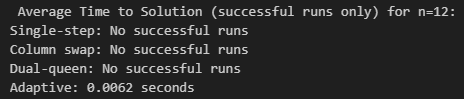 Average Time to Solution (successful runs only) for n=12:
Single-step: No successful runs
Column swap: No successful runs
Dual-queen: No successful runs
Adaptive: 0.0062 seconds